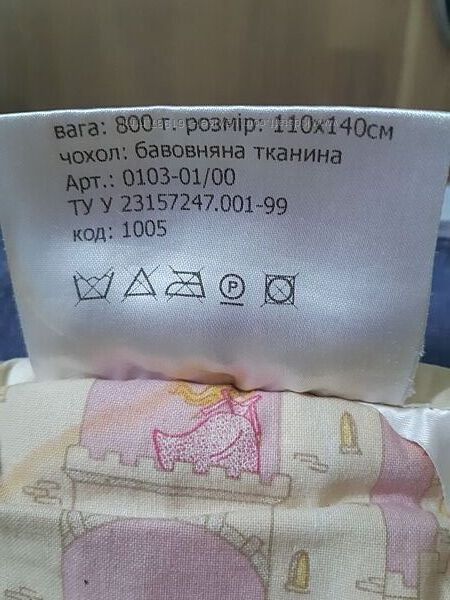 вага: 800 г. розмір: 110х140см
чохол: бавовняна тканина
Арт.: 0103-01/00
ТУ У 23157247.001-99
код: 1005
P